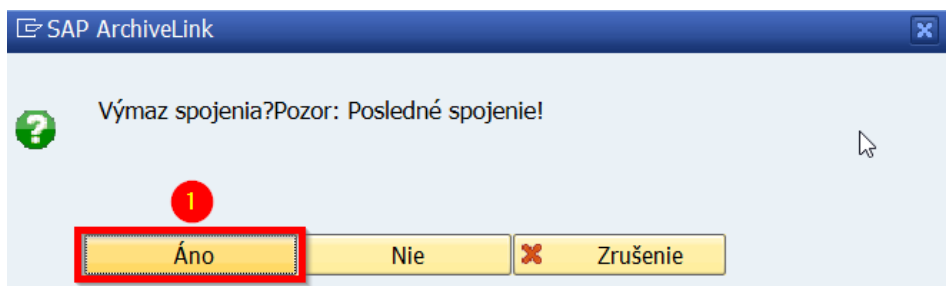 SAP ArchiveLink
Výmaz spojenia?Pozor: Posledné spojenie!
1
Áno Nie Zrušenie